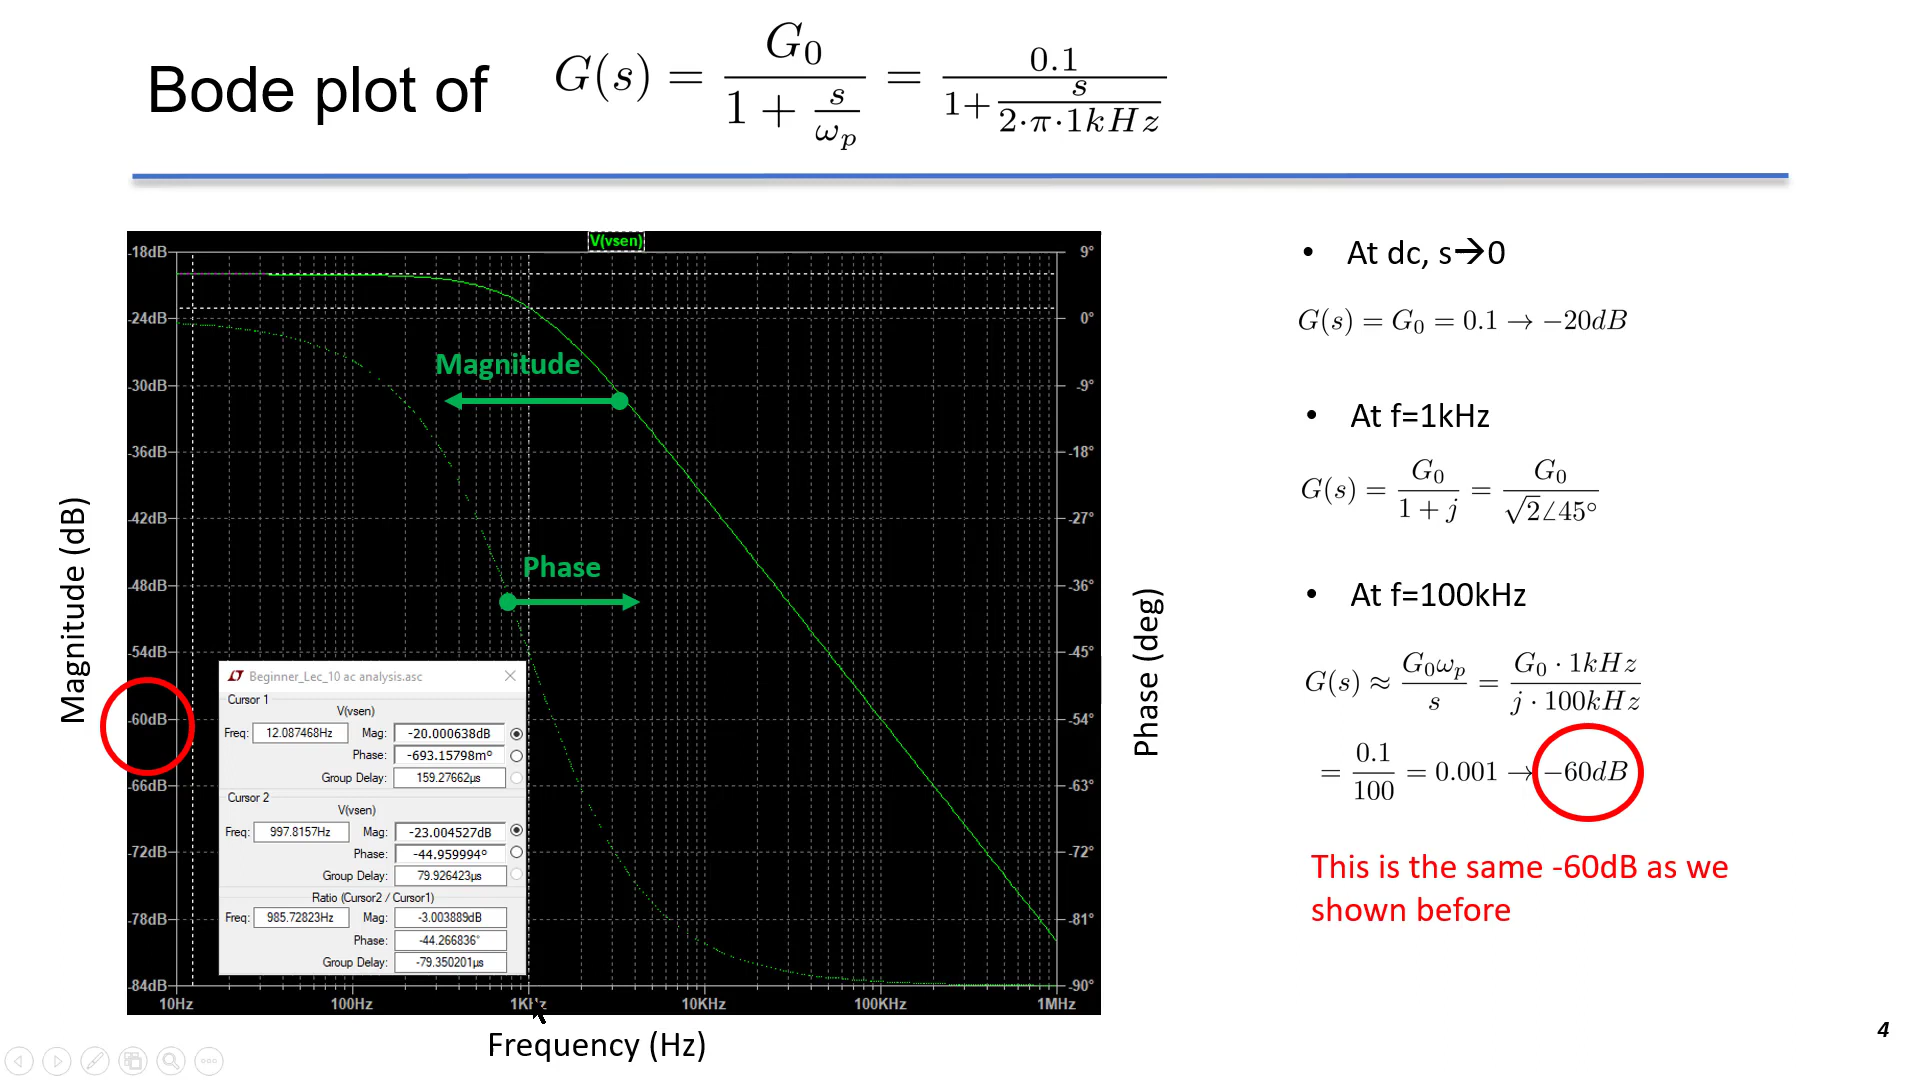 Bode plot of G(s) = G₀ / (1 + s/ωₚ) = 0.1 / (1+ s/(2·π·1kHz))
V(vsen)
-18dB
-24dB
-30dB
-36dB
-42dB
-48dB
-54dB
-60dB
-66dB
-72dB
-78dB
-84dB
9°
0°
-9°
-18°
-27°
-36°
-45°
-54°
-63°
-72°
-81°
-90°
Magnitude
Phase
Magnitude (dB)
Phase (deg)
Beginner_Lec_10 ac analysis.asc
Cursor 1
V(vsen)
Freq: 12.087468Hz Mag: -20.000638dB
Phase: -693.15798m°
Group Delay: 159.27662µs
Cursor 2
V(vsen)
Freq: 997.8157Hz Mag: -23.004527dB
Phase: -44.959994°
Group Delay: 79.926423µs
Ratio (Cursor2 / Cursor1)
Freq: 985.72823Hz Mag: -3.003889dB
Phase: -44.266836°
Group Delay: -79.350201µs
10Hz 100Hz 1KHz 10KHz 100KHz 1MHz
Frequency (Hz)
• At dc, s→0
G(s) = G₀ = 0.1 → −20dB
• At f=1kHz
G(s) = G₀ / (1 + j) = G₀ / (√2∠45°)
• At f=100kHz
G(s) ≈ G₀ωₚ / s = G₀ · 1kHz / (j · 100kHz)
= 0.1 / 100 = 0.001 → −60dB
This is the same -60dB as we
shown before
4